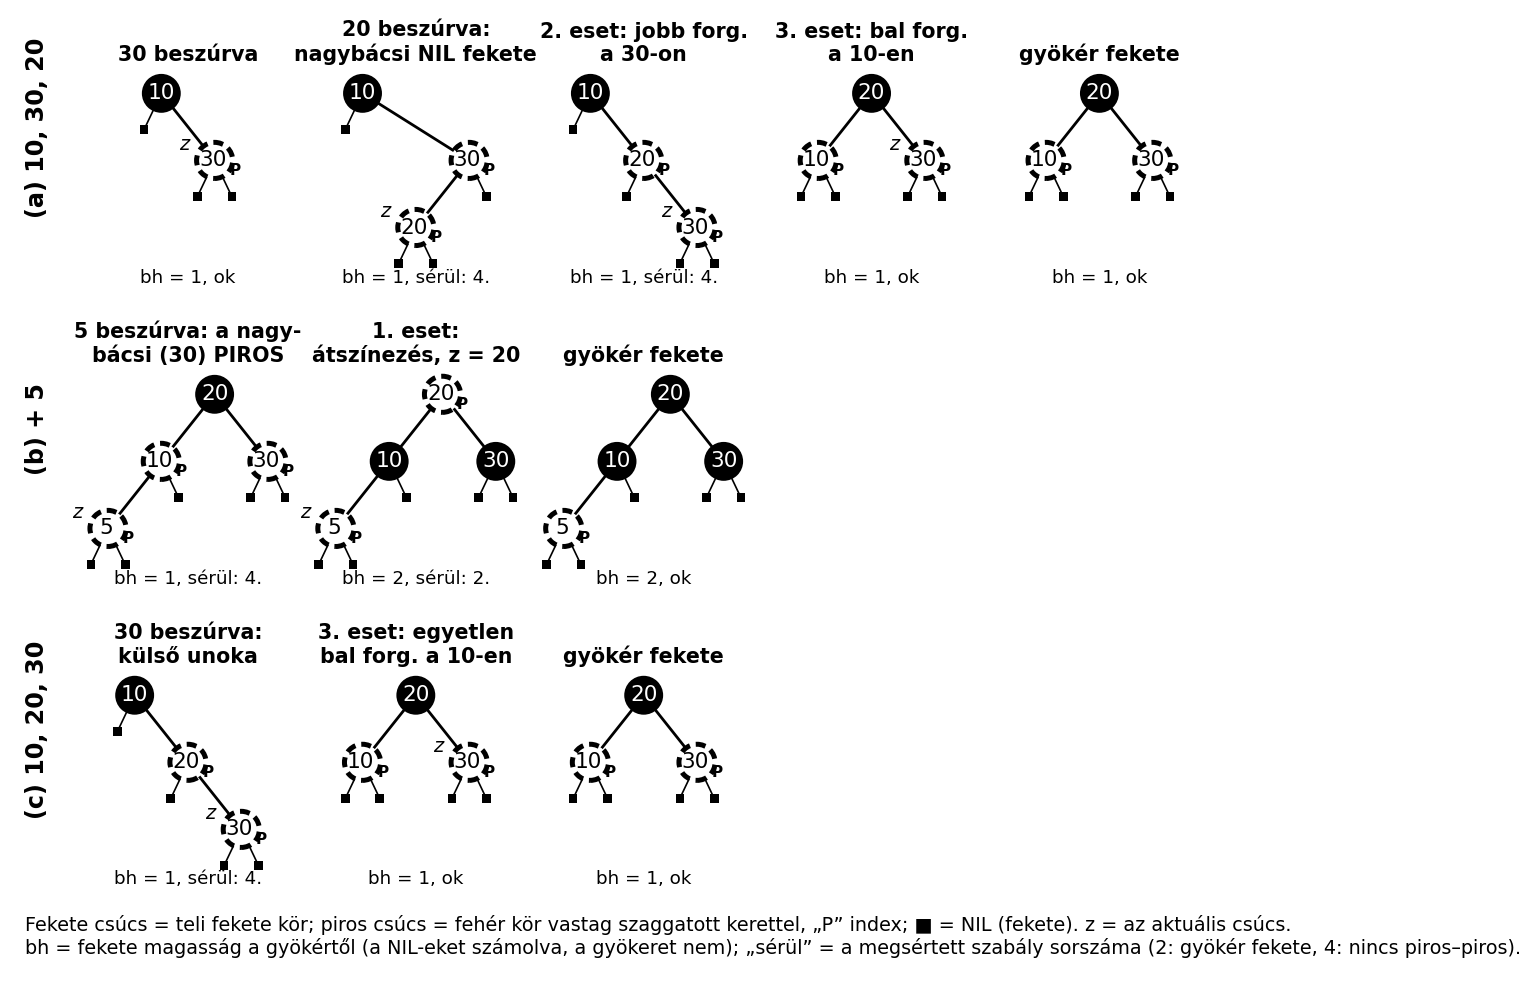 (a) 10, 30, 20
30 beszúrva
20 beszúrva:
nagybácsi NIL fekete
2. eset: jobb forg.
a 30-on
3. eset: bal forg.
a 10-en
gyökér fekete
10
z
30
P
bh = 1, ok
10
30
P
z
20
P
bh = 1, sérül: 4.
10
20
P
z
30
P
bh = 1, sérül: 4.
20
10
P
z
30
P
bh = 1, ok
20
10
P
30
P
bh = 1, ok
(b) + 5
5 beszúrva: a nagy-
bácsi (30) PIROS
1. eset:
átszínezés, z = 20
gyökér fekete
20
10
P
30
P
z
5
P
bh = 1, sérül: 4.
20
P
10
30
z
5
P
bh = 2, sérül: 2.
20
10
30
5
P
bh = 2, ok
(c) 10, 20, 30
30 beszúrva:
külső unoka
3. eset: egyetlen
bal forg. a 10-en
gyökér fekete
10
20
P
z
30
P
bh = 1, sérül: 4.
20
10
P
z
30
P
bh = 1, ok
20
10
P
30
P
bh = 1, ok
Fekete csúcs = teli fekete kör; piros csúcs = fehér kör vastag szaggatott kerettel, „P” index; ■ = NIL (fekete). z = az aktuális csúcs.
bh = fekete magasság a gyökértől (a NIL-eket számolva, a gyökeret nem); „sérül” = a megsértett szabály sorszáma (2: gyökér fekete, 4: nincs piros–piros).